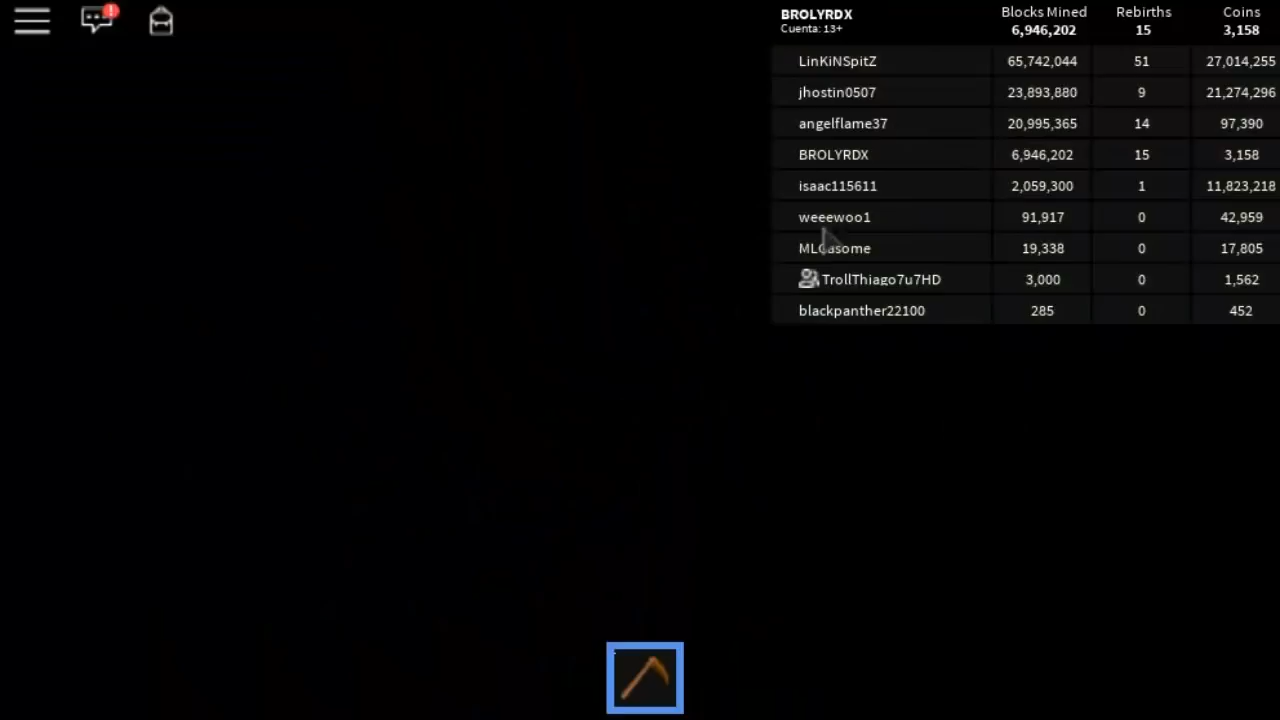 BROLYRDX Blocks Mined Rebirths Coins
Cuenta: 13+ 6,946,202 15 3,158
LinKiNSpitZ 65,742,044 51 27,014,255
jhostin0507 23,893,880 9 21,274,296
angelflame37 20,995,365 14 97,390
BROLYRDX 6,946,202 15 3,158
isaac115611 2,059,300 1 11,823,218
weeewoo1 91,917 0 42,959
19,338 0 17,805
TrollThiago7u7HD 3,000 0 1,562
blackpanther22100 285 0 452